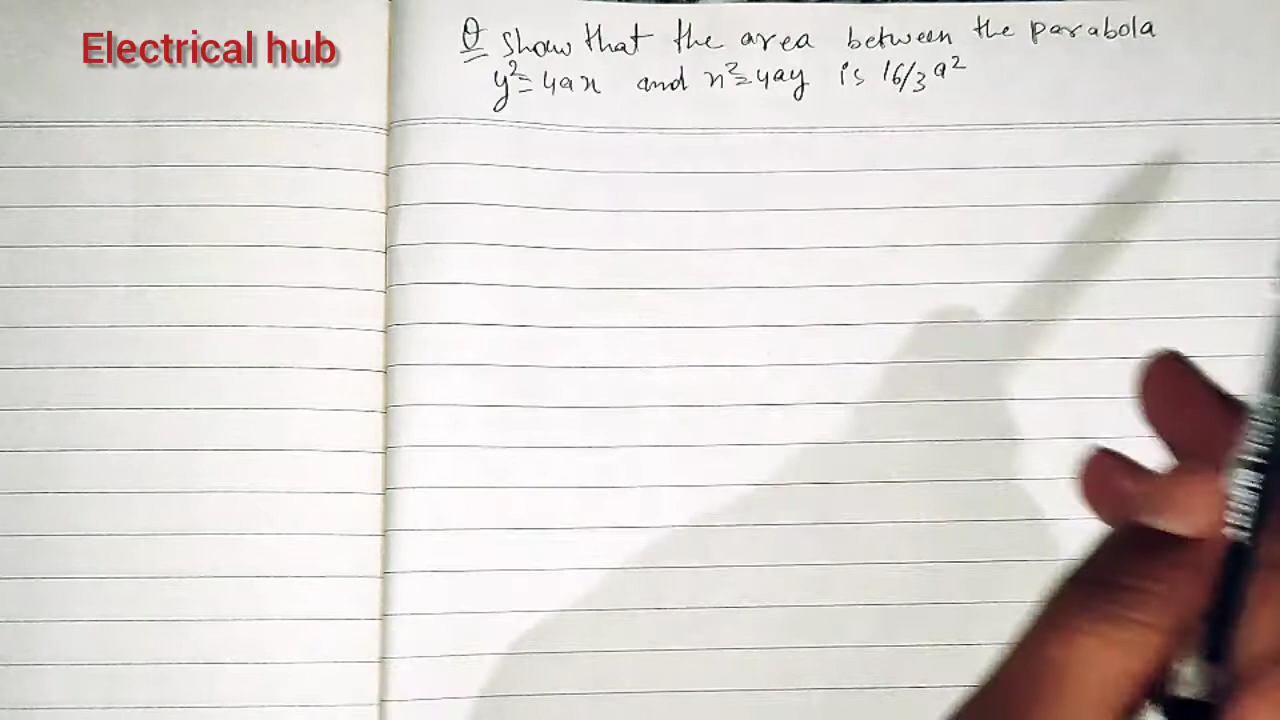 Electrical hub
Q Show that the area between the parabola
y²= 4ax and x²= 4ay is 16/3 a²